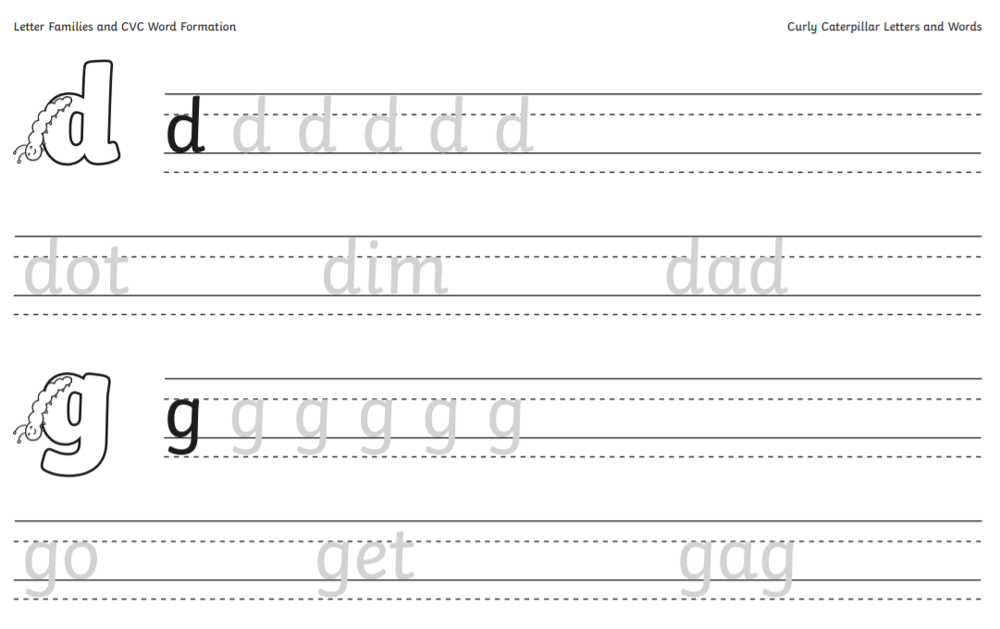 Letter Families and CVC Word Formation Curly Caterpillar Letters and Words
d d d d d d d
dot dim dad
g g g g g g g
go get gag